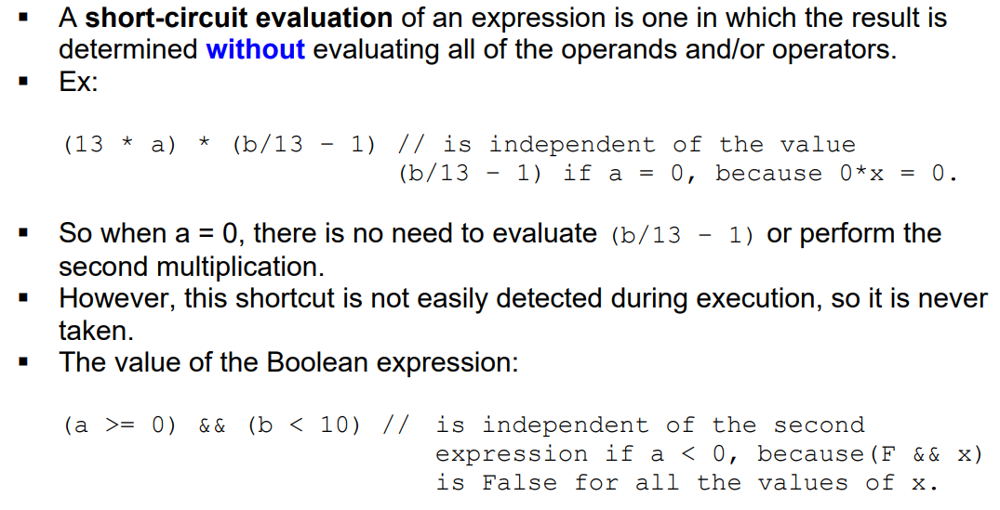 ▪ A short-circuit evaluation of an expression is one in which the result is
determined without evaluating all of the operands and/or operators.
▪ Ex:
(13 * a) * (b/13 - 1) // is independent of the value
(b/13 - 1) if a = 0, because 0*x = 0.
▪ So when a = 0, there is no need to evaluate (b/13 - 1) or perform the
second multiplication.
▪ However, this shortcut is not easily detected during execution, so it is never
taken.
▪ The value of the Boolean expression:
(a >= 0) && (b < 10) // is independent of the second
expression if a < 0, because(F && x)
is False for all the values of x.